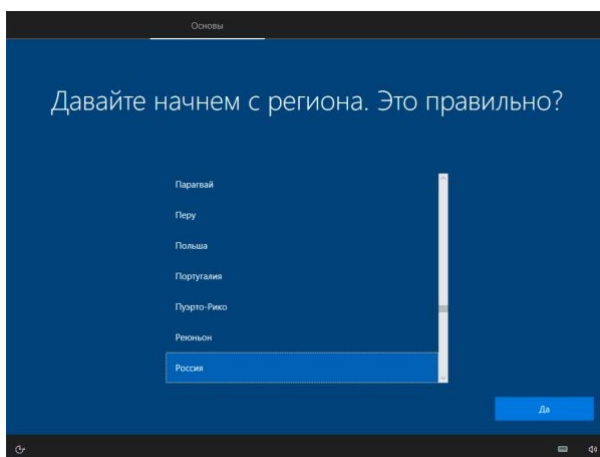 Основы
Давайте начнем с региона. Это правильно?
Парагвай
Перу
Польша
Португалия
Пуэрто-Рико
Реюньон
Россия
Да